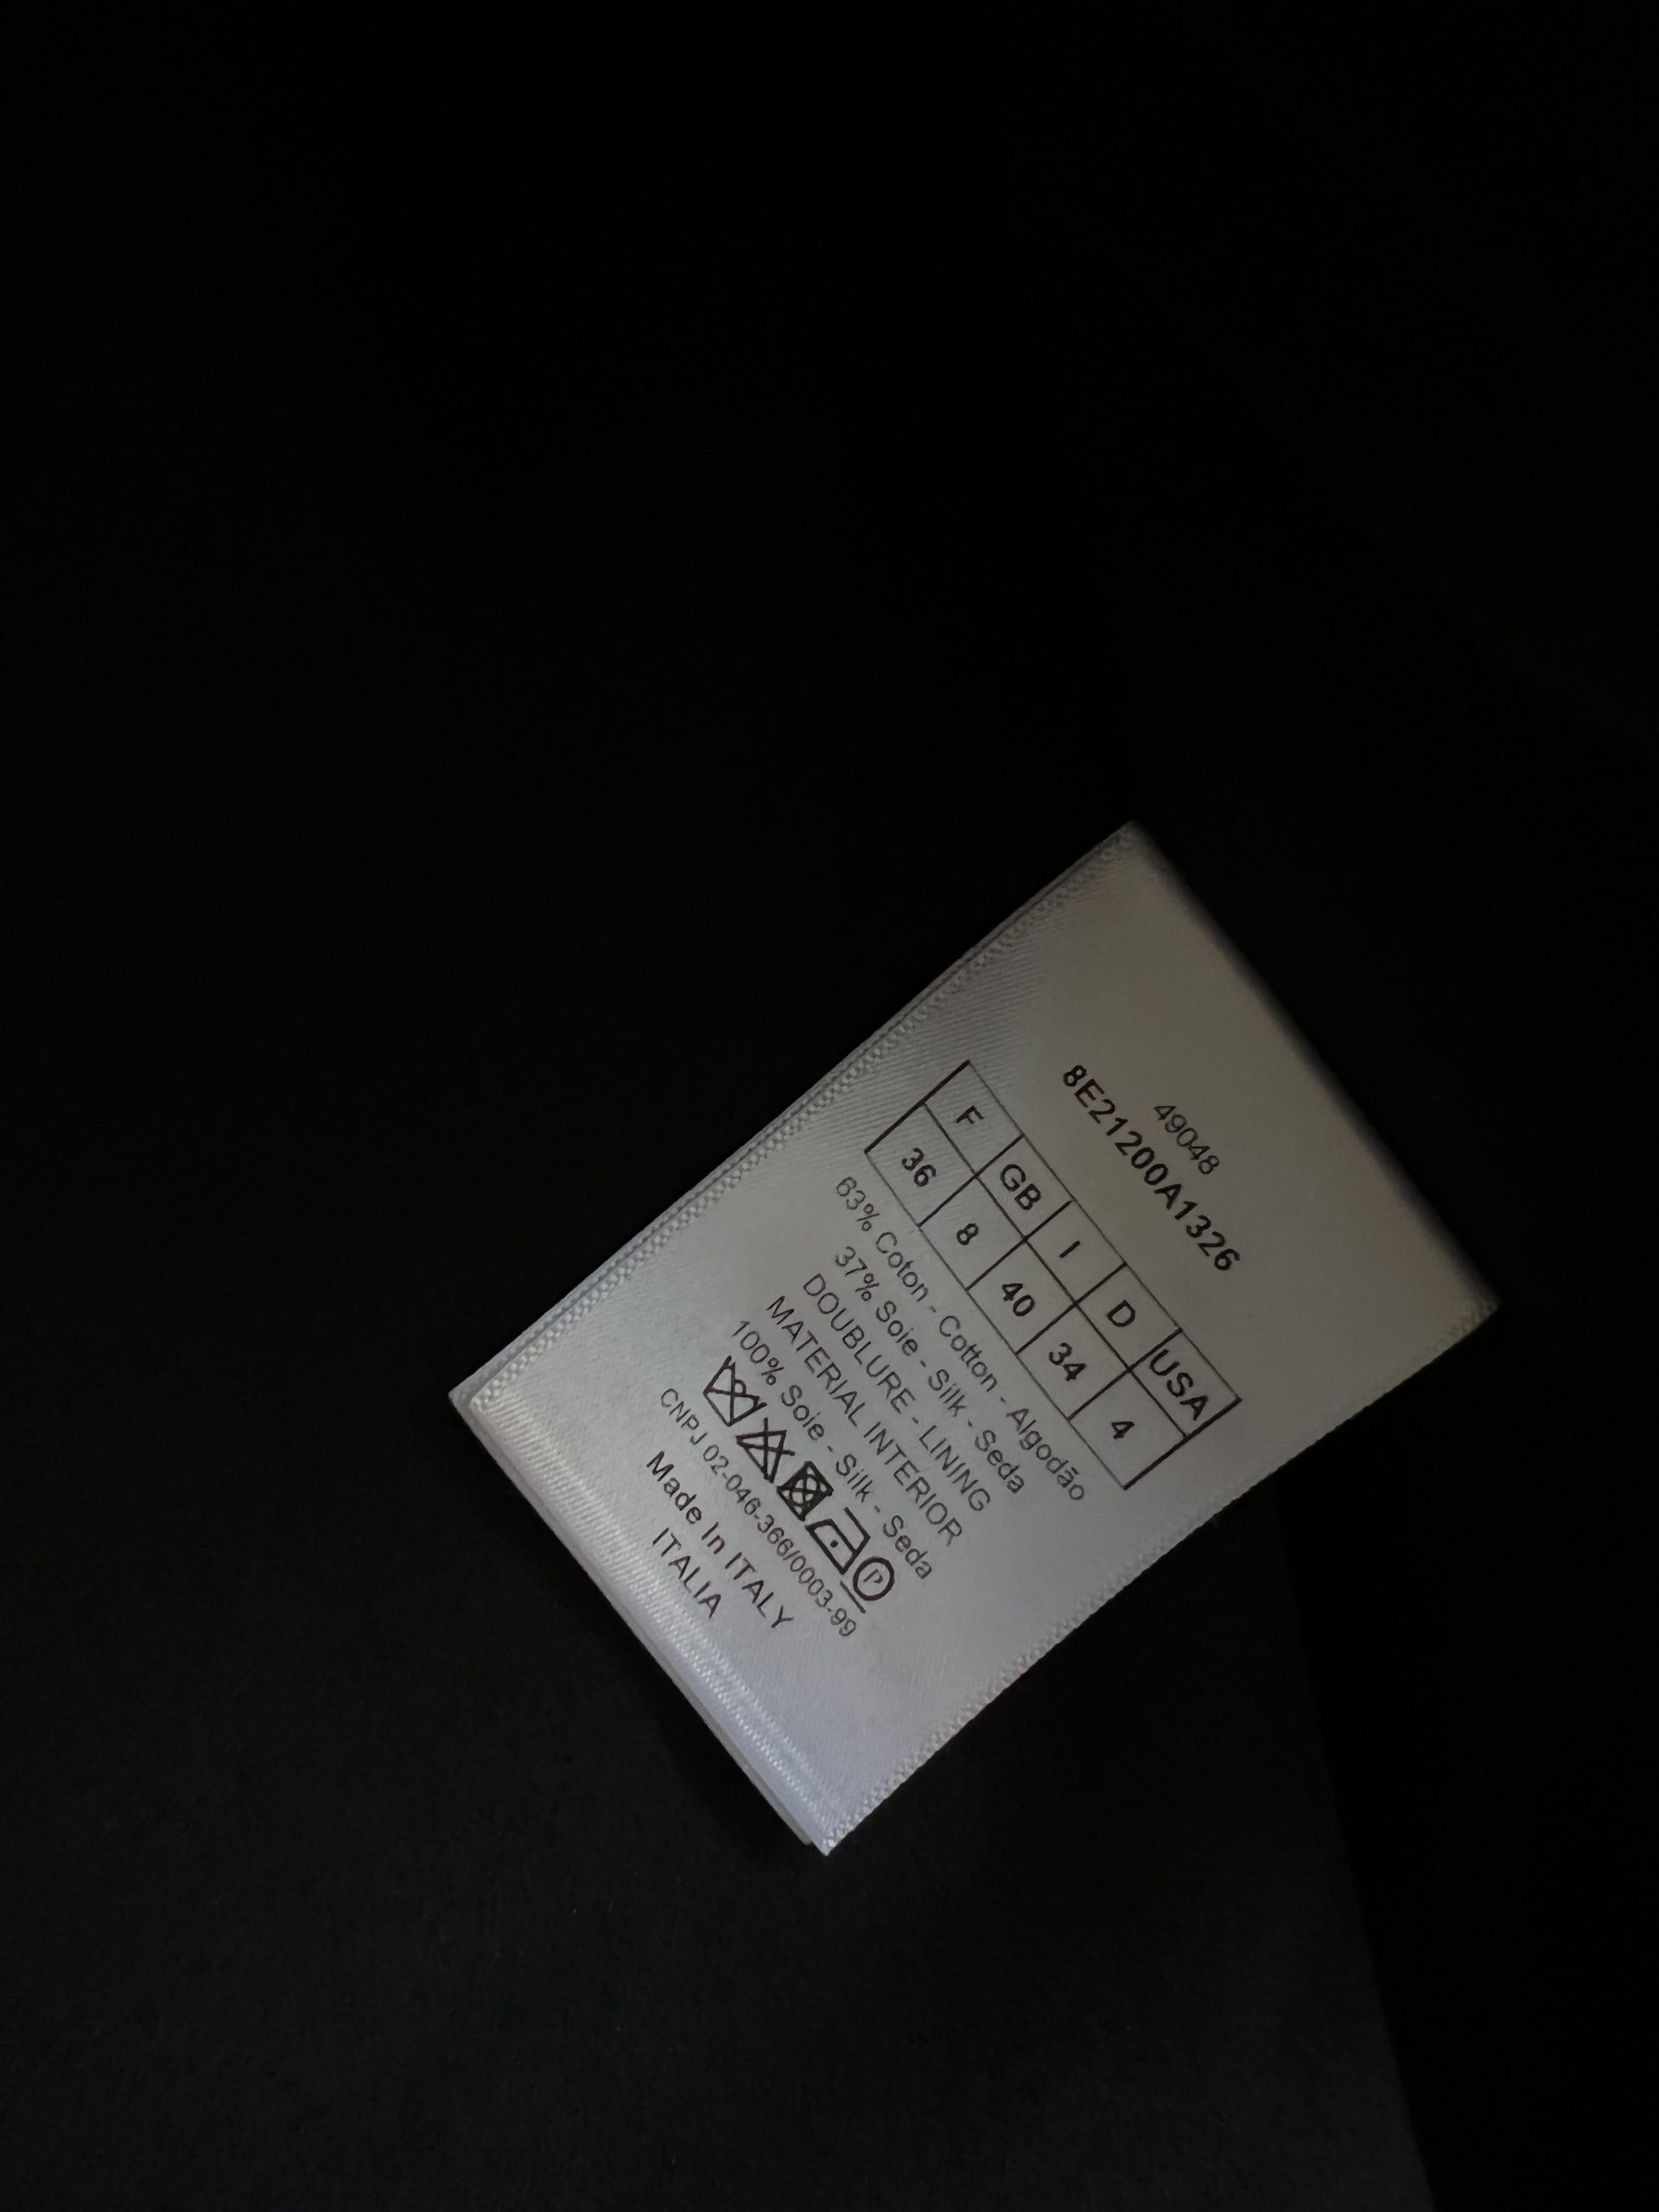 49048
8E21200A1326
F GB I D USA
36 8 40 34 4
63% Coton - Cotton - Algodão
37% Soie - Silk - Seda
DOUBLURE - LINING
MATERIAL INTERIOR
100% Soie - Silk - Seda
P
CNPJ 02-046-366/0003-99
Made In ITALY
ITALIA